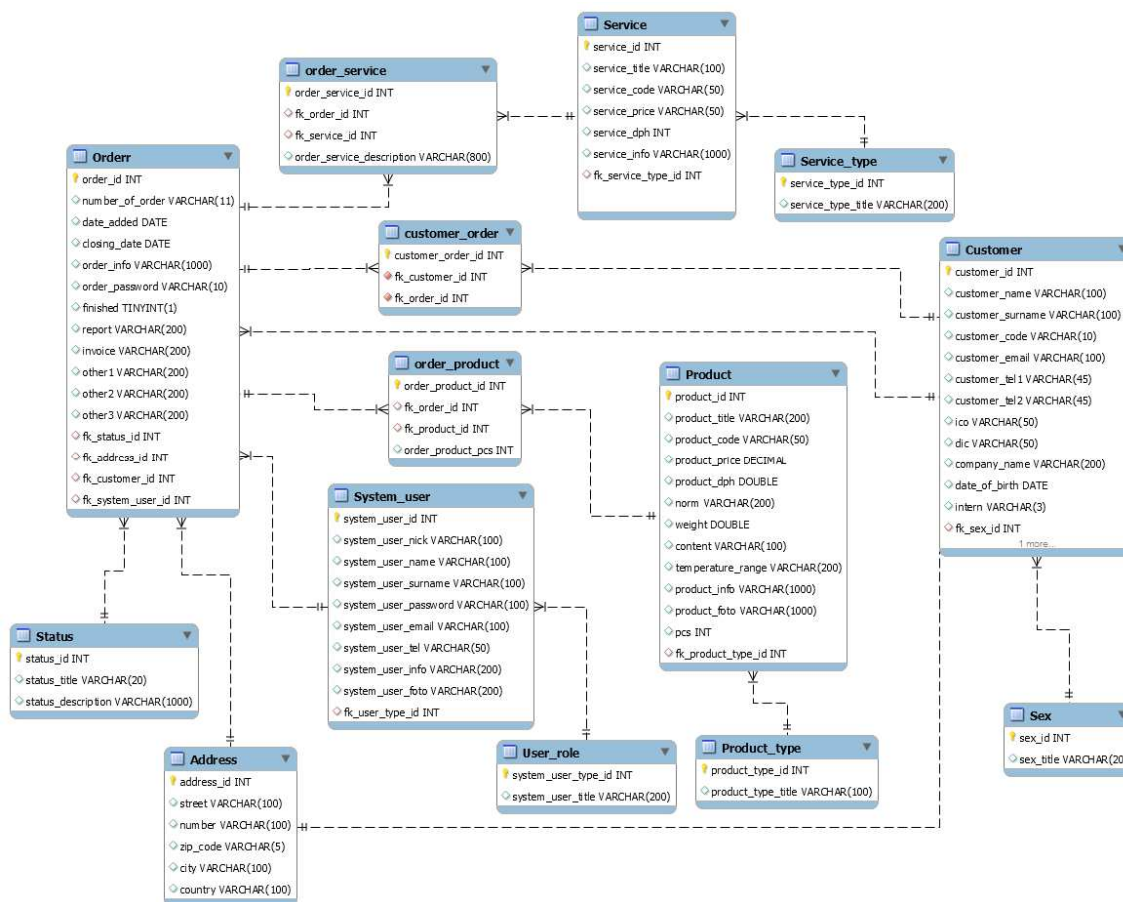 Service
service_id INT
service_title VARCHAR(100)
service_code VARCHAR(50)
service_price VARCHAR(50)
service_dph INT
service_info VARCHAR(1000)
fk_service_type_id INT
order_service
order_service_id INT
fk_order_id INT
fk_service_id INT
order_service_description VARCHAR(800)
Orderr
order_id INT
number_of_order VARCHAR(11)
date_added DATE
closing_date DATE
order_info VARCHAR(1000)
order_password VARCHAR(10)
finished TINYINT(1)
report VARCHAR(200)
invoice VARCHAR(200)
other1 VARCHAR(200)
other2 VARCHAR(200)
other3 VARCHAR(200)
fk_status_id INT
fk_address_id INT
fk_customer_id INT
fk_system_user_id INT
Service_type
service_type_id INT
service_type_title VARCHAR(200)
customer_order
customer_order_id INT
fk_customer_id INT
fk_order_id INT
Customer
customer_id INT
customer_name VARCHAR(100)
customer_surname VARCHAR(100)
customer_code VARCHAR(10)
customer_email VARCHAR(100)
customer_tel1 VARCHAR(45)
customer_tel2 VARCHAR(45)
ico VARCHAR(50)
dic VARCHAR(50)
company_name VARCHAR(200)
date_of_birth DATE
intern VARCHAR(3)
fk_sex_id INT
1 more...
order_product
order_product_id INT
fk_order_id INT
fk_product_id INT
order_product_pcs INT
Product
product_id INT
product_title VARCHAR(200)
product_code VARCHAR(50)
product_price DECIMAL
product_dph DOUBLE
norm VARCHAR(200)
weight DOUBLE
content VARCHAR(100)
temperature_range VARCHAR(200)
product_info VARCHAR(1000)
product_foto VARCHAR(1000)
pcs INT
fk_product_type_id INT
System_user
system_user_id INT
system_user_nick VARCHAR(100)
system_user_name VARCHAR(100)
system_user_surname VARCHAR(100)
system_user_password VARCHAR(100)
system_user_email VARCHAR(100)
system_user_tel VARCHAR(50)
system_user_info VARCHAR(200)
system_user_foto VARCHAR(200)
fk_user_type_id INT
Status
status_id INT
status_title VARCHAR(20)
status_description VARCHAR(1000)
Sex
sex_id INT
sex_title VARCHAR(20
User_role
system_user_type_id INT
system_user_title VARCHAR(200)
Product_type
product_type_id INT
product_type_title VARCHAR(100)
Address
address_id INT
street VARCHAR(100)
number VARCHAR(100)
zip_code VARCHAR(5)
city VARCHAR(100)
country VARCHAR(100)